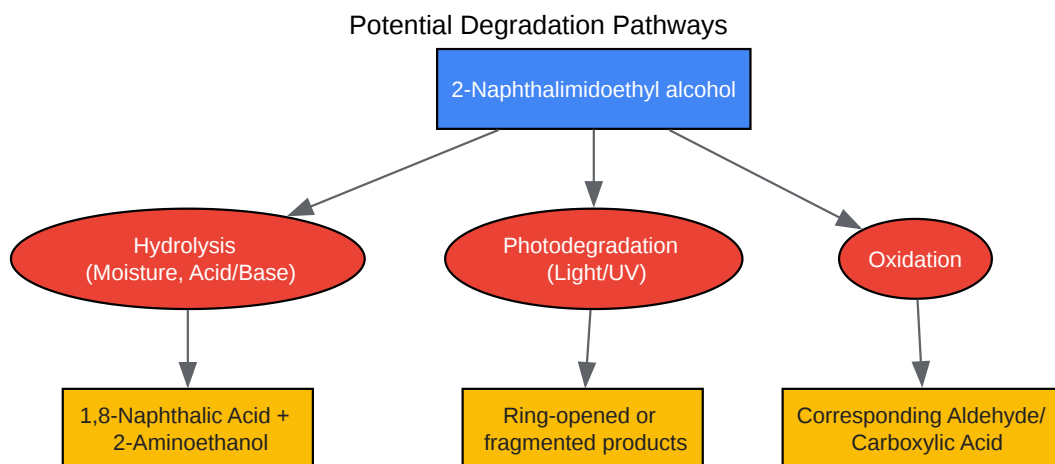 Potential Degradation Pathways
2-Naphthalimidoethyl alcohol
Hydrolysis
(Moisture, Acid/Base)
Photodegradation
(Light/UV)
Oxidation
1,8-Naphthalic Acid +
2-Aminoethanol
Ring-opened or
fragmented products
Corresponding Aldehyde/
Carboxylic Acid